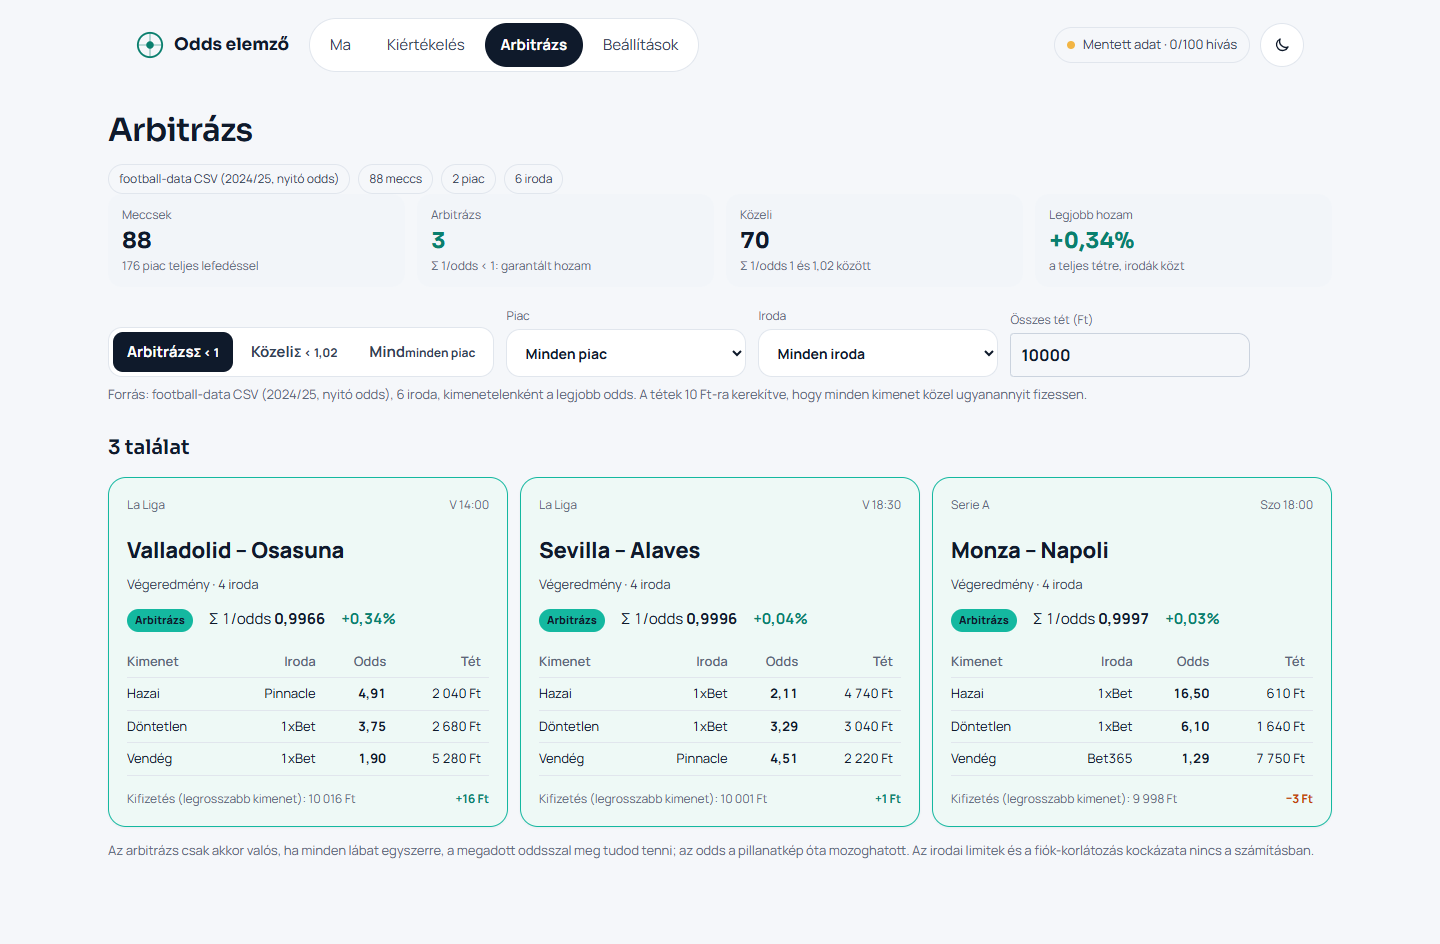 Odds elemző Ma Kiértékelés Arbitrázs Beállítások Mentett adat · 0/100 hívás
Arbitrázs
football-data CSV (2024/25, nyitó odds) 88 meccs 2 piac 6 iroda
Meccsek Arbitrázs Közeli Legjobb hozam
88 3 70 +0,34%
176 piac teljes lefedéssel Σ 1/odds < 1: garantált hozam Σ 1/odds 1 és 1,02 között a teljes tétre, irodák közt
Piac Iroda Összes tét (Ft)
ArbitrázsΣ < 1 KözeliΣ < 1,02 Mindminden piac Minden piac Minden iroda 10000
Forrás: football-data CSV (2024/25, nyitó odds), 6 iroda, kimenetelenként a legjobb odds. A tétek 10 Ft-ra kerekítve, hogy minden kimenet közel ugyanannyit fizessen.
3 találat
La Liga V 14:00
Valladolid – Osasuna
Végeredmény · 4 iroda
Arbitrázs Σ 1/odds 0,9966 +0,34%
Kimenet Iroda Odds Tét
Hazai Pinnacle 4,91 2 040 Ft
Döntetlen 1xBet 3,75 2 680 Ft
Vendég 1xBet 1,90 5 280 Ft
Kifizetés (legrosszabb kimenet): 10 016 Ft +16 Ft
La Liga V 18:30
Sevilla – Alaves
Végeredmény · 4 iroda
Arbitrázs Σ 1/odds 0,9996 +0,04%
Kimenet Iroda Odds Tét
Hazai 1xBet 2,11 4 740 Ft
Döntetlen 1xBet 3,29 3 040 Ft
Vendég Pinnacle 4,51 2 220 Ft
Kifizetés (legrosszabb kimenet): 10 001 Ft +1 Ft
Serie A Szo 18:00
Monza – Napoli
Végeredmény · 4 iroda
Arbitrázs Σ 1/odds 0,9997 +0,03%
Kimenet Iroda Odds Tét
Hazai 1xBet 16,50 610 Ft
Döntetlen 1xBet 6,10 1 640 Ft
Vendég Bet365 1,29 7 750 Ft
Kifizetés (legrosszabb kimenet): 9 998 Ft −3 Ft
Az arbitrázs csak akkor valós, ha minden lábat egyszerre, a megadott oddsszal meg tudod tenni; az odds a pillanatkép óta mozoghatott. Az irodai limitek és a fiók-korlátozás kockázata nincs a számításban.